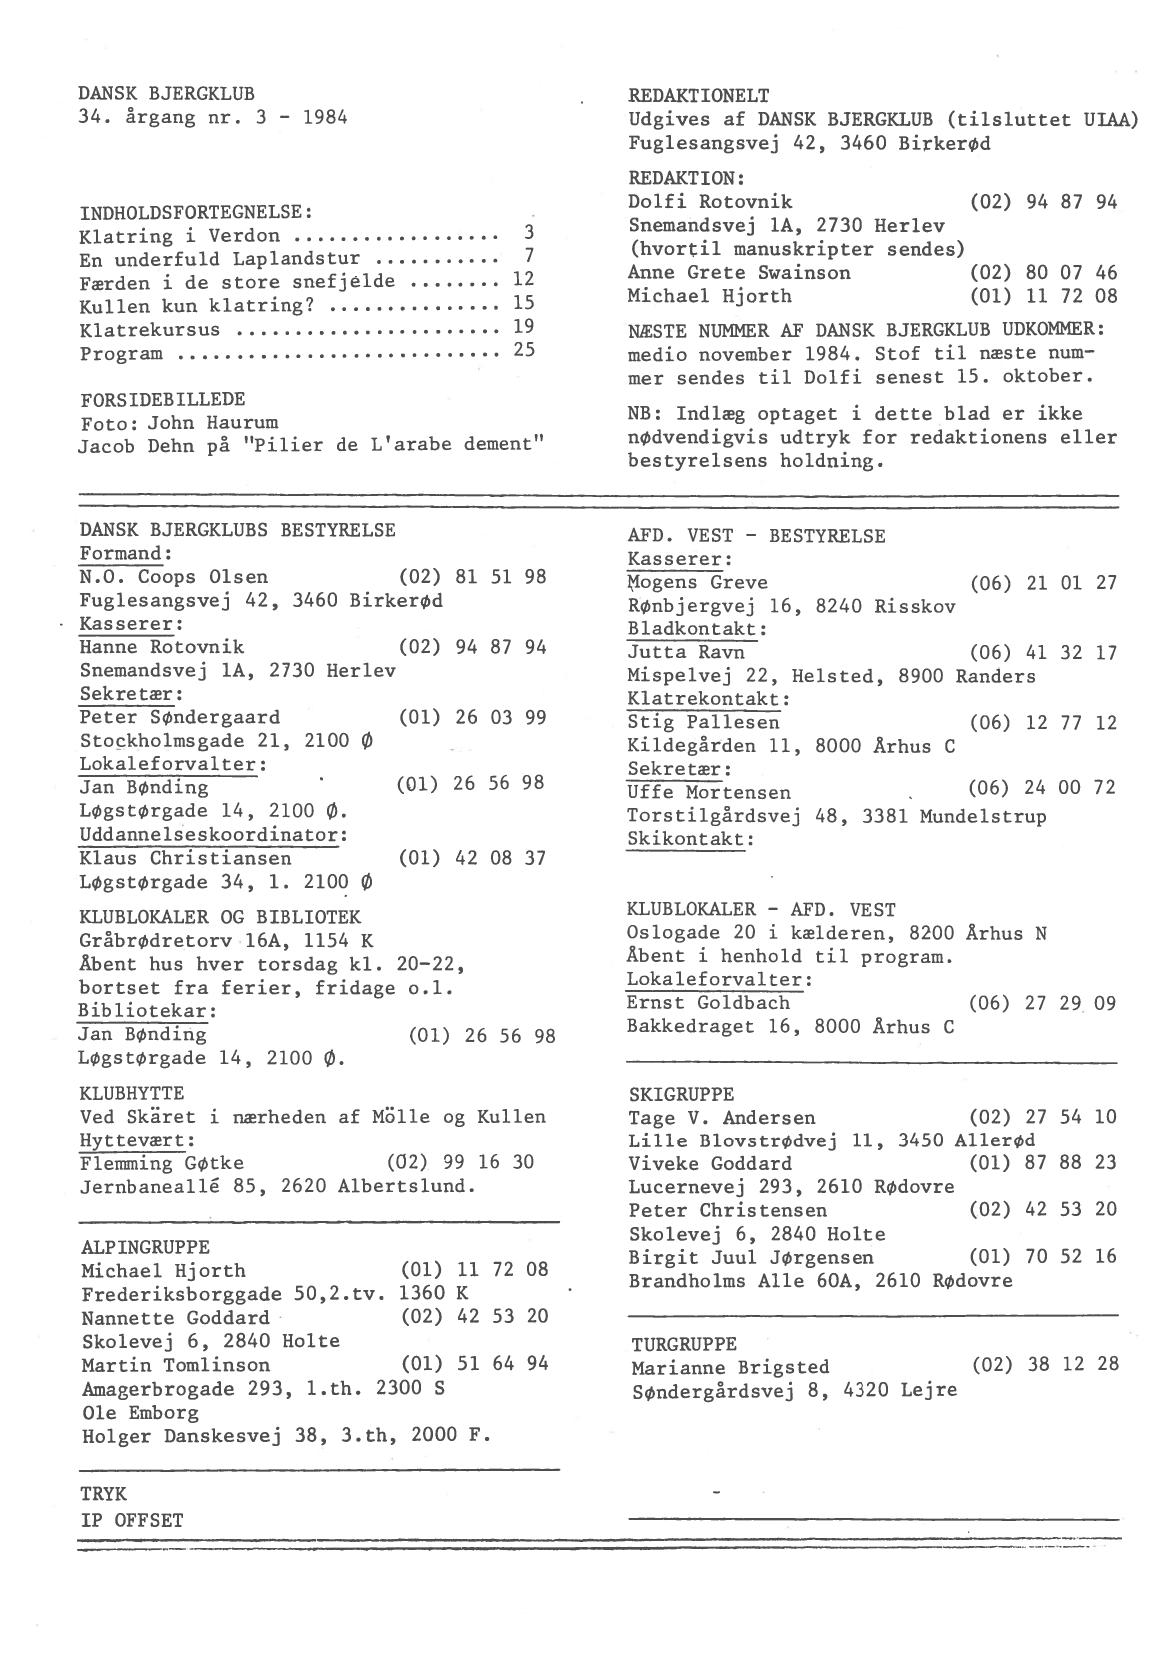 DANSK BJERGKLUB
34. årgang nr. 3 - 1984
INDHOLDSFORTEGNELSE:
Klatring i Verdon .................. 3
En underfuld Laplandstur ........... 7
Færden i de store snefjelde ........ 12
Kullen kun klatring? ............... 15
Klatrekursus ....................... 19
Program ............................ 25
FORSIDEBILLEDE
Foto: John Haurum
Jacob Dehn på "Pilier de L'arabe dement"
REDAKTIONELT
Udgives af DANSK BJERGKLUB (tilsluttet UIAA)
Fuglesangsvej 42, 3460 Birkerød
REDAKTION:
Dolfi Rotovnik (02) 94 87 94
Snemandsvej 1A, 2730 Herlev
(hvortil manuskripter sendes)
Anne Grete Swainson (02) 80 07 46
Michael Hjorth (01) 11 72 08
NÆSTE NUMMER AF DANSK BJERGKLUB UDKOMMER:
medio november 1984. Stof til næste num-
mer sendes til Dolfi senest 15. oktober.
NB: Indlæg optaget i dette blad er ikke
nødvendigvis udtryk for redaktionens eller
bestyrelsens holdning.
DANSK BJERGKLUBS BESTYRELSE
Formand:
N.O. Coops Olsen (02) 81 51 98
Fuglesangsvej 42, 3460 Birkerød
Kasserer:
Hanne Rotovnik (02) 94 87 94
Snemandsvej 1A, 2730 Herlev
Sekretær:
Peter Søndergaard (01) 26 03 99
Stockholmsgade 21, 2100 Ø
Lokaleforvalter:
Jan Bønding (01) 26 56 98
Løgstørgade 14, 2100 Ø.
Uddannelseskoordinator:
Klaus Christiansen (01) 42 08 37
Løgstørgade 34, 1. 2100 Ø
KLUBLOKALER OG BIBLIOTEK
Gråbrødretorv 16A, 1154 K
Åbent hus hver torsdag kl. 20-22,
bortset fra ferier, fridage o.l.
Bibliotekar:
Jan Bønding (01) 26 56 98
Løgstørgade 14, 2100 Ø.
KLUBHYTTE
Ved Skäret i nærheden af Mölle og Kullen
Hyttevært:
Flemming Gøtke (02) 99 16 30
Jernbaneallé 85, 2620 Albertslund.
ALPINGRUPPE
Michael Hjorth (01) 11 72 08
Frederiksborggade 50,2.tv. 1360 K
Nannette Goddard (02) 42 53 20
Skolevej 6, 2840 Holte
Martin Tomlinson (01) 51 64 94
Amagerbrogade 293, 1.th. 2300 S
Ole Emborg
Holger Danskesvej 38, 3.th, 2000 F.
TRYK
IP OFFSET
AFD. VEST - BESTYRELSE
Kasserer:
Mogens Greve (06) 21 01 27
Rønbjergvej 16, 8240 Risskov
Bladkontakt:
Jutta Ravn (06) 41 32 17
Mispelvej 22, Helsted, 8900 Randers
Klatrekontakt:
Stig Pallesen (06) 12 77 12
Kildegården 11, 8000 Århus C
Sekretær:
Uffe Mortensen (06) 24 00 72
Torstilgårdsvej 48, 3381 Mundelstrup
Skikontakt:
KLUBLOKALER - AFD. VEST
Oslogade 20 i kælderen, 8200 Århus N
Åbent i henhold til program.
Lokaleforvalter:
Ernst Goldbach (06) 27 29 09
Bakkedraget 16, 8000 Århus C
SKIGRUPPE
Tage V. Andersen (02) 27 54 10
Lille Blovstrødvej 11, 3450 Allerød
Viveke Goddard (01) 87 88 23
Lucernevej 293, 2610 Rødovre
Peter Christensen (02) 42 53 20
Skolevej 6, 2840 Holte
Birgit Juul Jørgensen (01) 70 52 16
Brandholms Alle 60A, 2610 Rødovre
TURGRUPPE
Marianne Brigsted (02) 38 12 28
Søndergårdsvej 8, 4320 Lejre